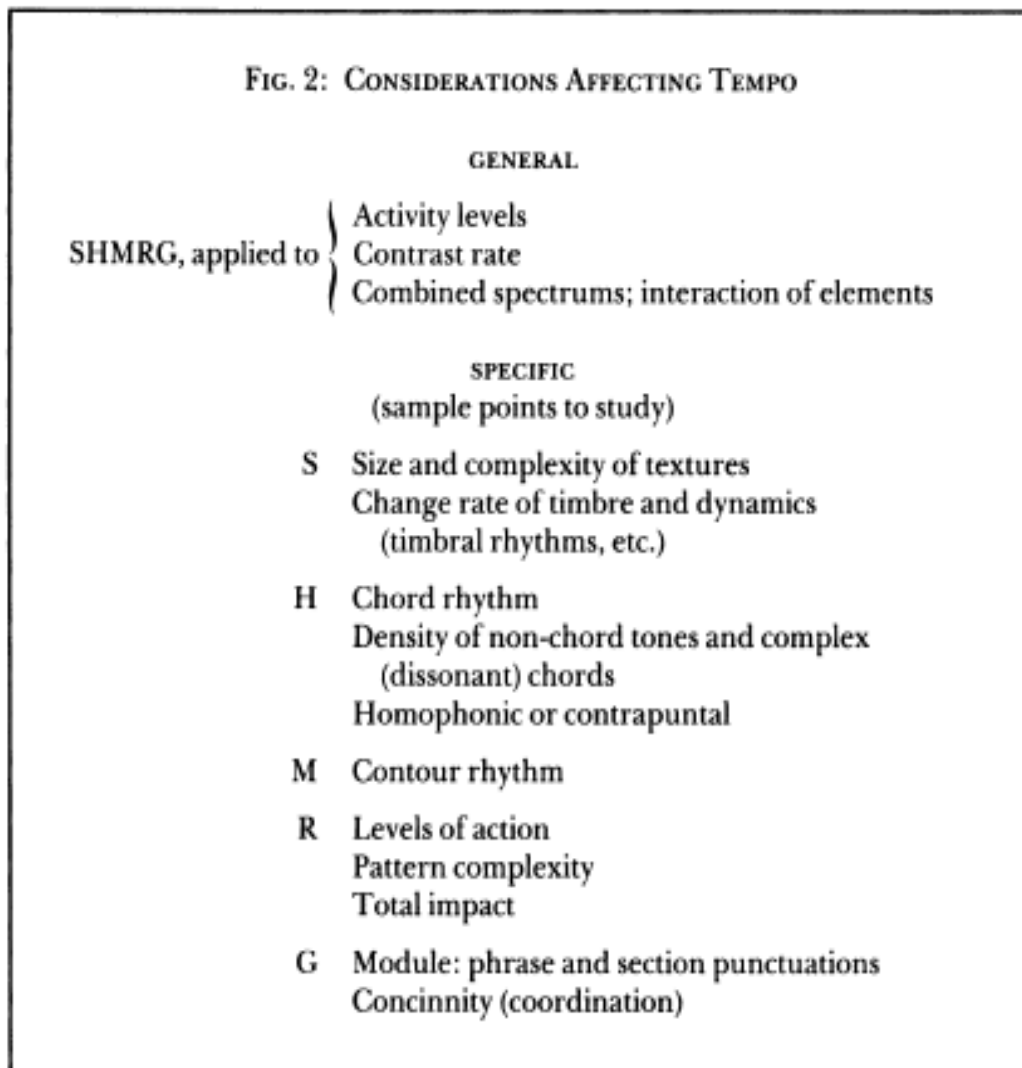 FIG. 2: CONSIDERATIONS AFFECTING TEMPO
GENERAL
SHMRG, applied to
Activity levels
Contrast rate
Combined spectrums; interaction of elements
SPECIFIC
(sample points to study)
S Size and complexity of textures
Change rate of timbre and dynamics
(timbral rhythms, etc.)
H Chord rhythm
Density of non-chord tones and complex
(dissonant) chords
Homophonic or contrapuntal
M Contour rhythm
R Levels of action
Pattern complexity
Total impact
G Module: phrase and section punctuations
Concinnity (coordination)